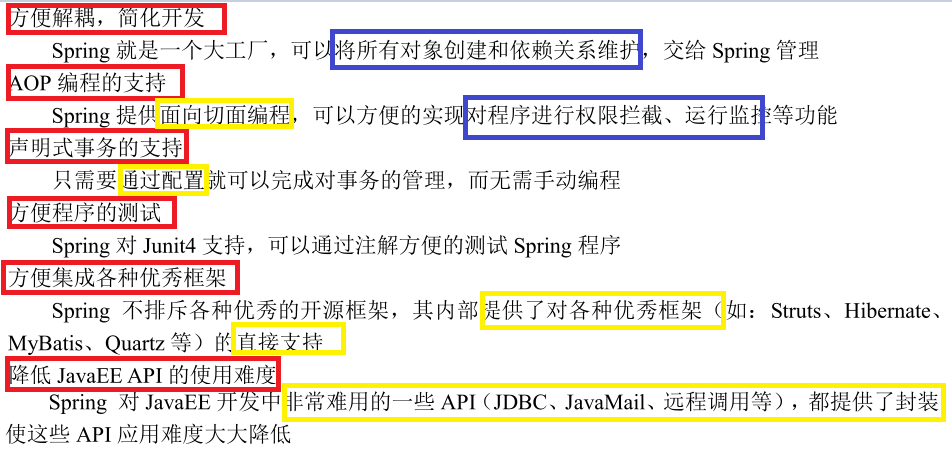 方便解耦，简化开发
Spring 就是一个大工厂，可以将所有对象创建和依赖关系维护，交给 Spring 管理
AOP 编程的支持
Spring 提供面向切面编程，可以方便的实现对程序进行权限拦截、运行监控等功能
声明式事务的支持
只需要通过配置就可以完成对事务的管理，而无需手动编程
方便程序的测试
Spring 对 Junit4 支持，可以通过注解方便的测试 Spring 程序
方便集成各种优秀框架
Spring 不排斥各种优秀的开源框架，其内部提供了对各种优秀框架（如：Struts、Hibernate、
MyBatis、Quartz 等）的直接支持
降低 JavaEE API 的使用难度
Spring 对 JavaEE 开发中非常难用的一些 API（JDBC、JavaMail、远程调用等），都提供了封装
使这些 API 应用难度大大降低